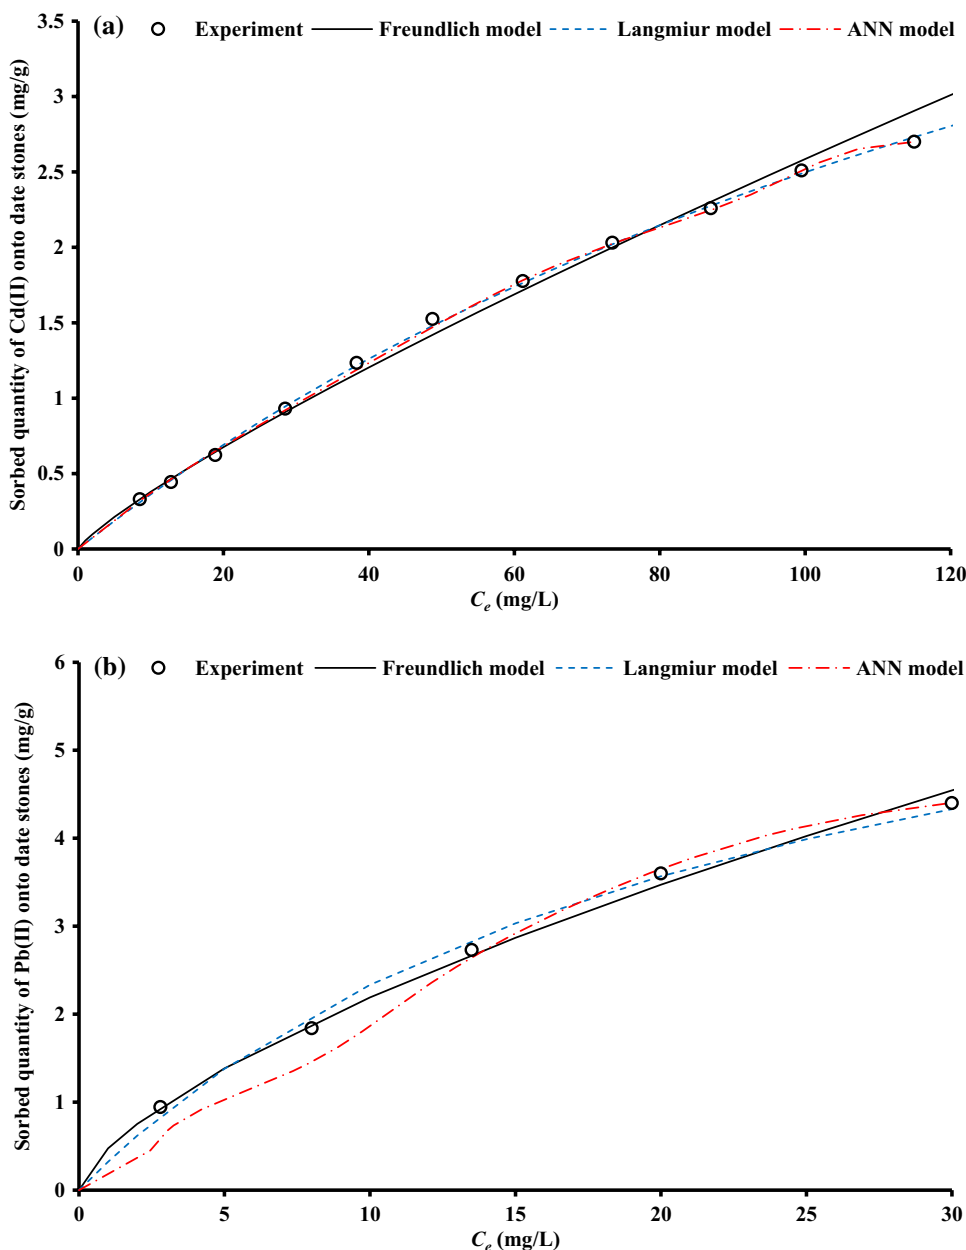 (a) Experiment Freundlich model Langmiur model ANN model
Sorbed quantity of Cd(II) onto date stones (mg/g)
3.5
3
2.5
2
1.5
1
0.5
0
0 20 40 60 80 100 120
Ce (mg/L)
(b) Experiment Freundlich model Langmiur model ANN model
Sorbed quantity of Pb(II) onto date stones (mg/g)
6
5
4
3
2
1
0
0 5 10 15 20 25 30
Ce (mg/L)